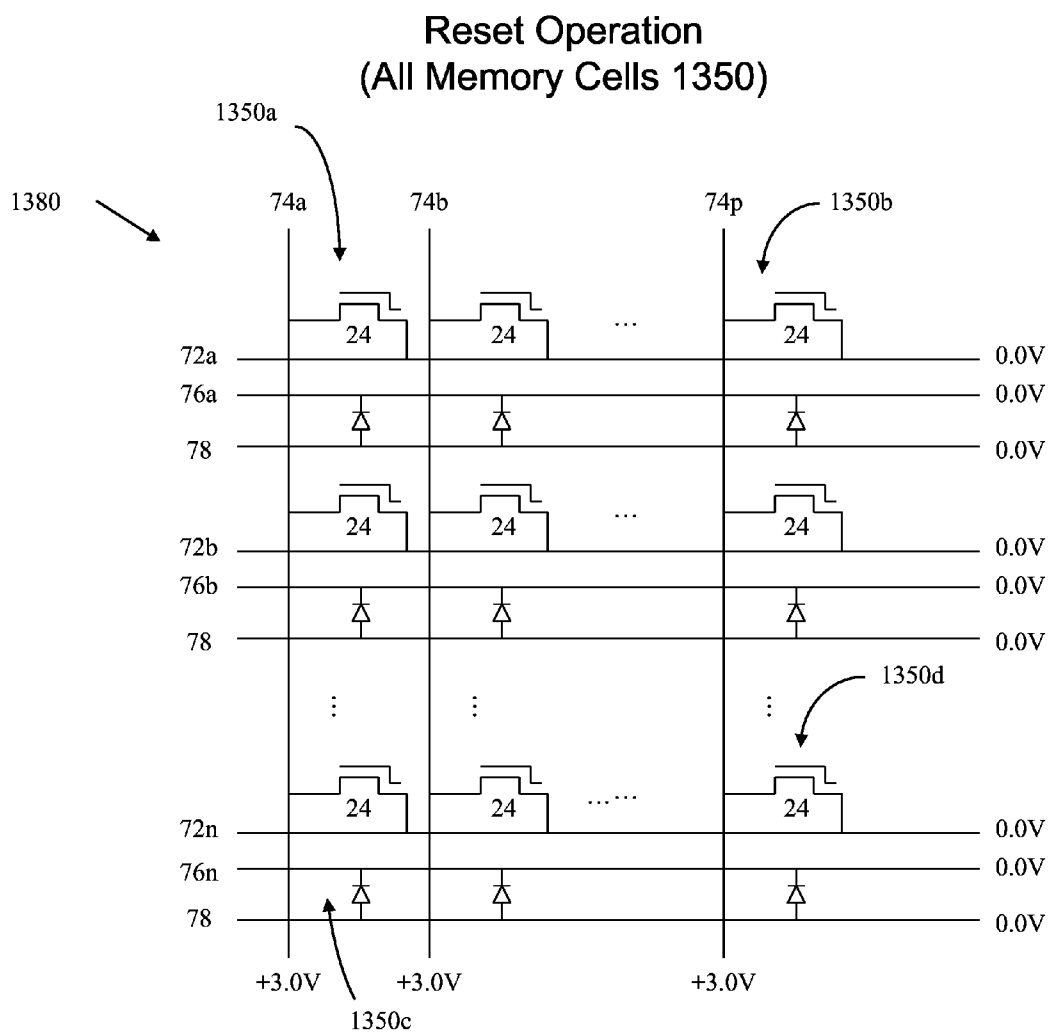 Reset Operation
(All Memory Cells 1350)
1350a
1380
74a 74b 74p 1350b
24 24 ... 24
72a 0.0V
76a 0.0V
78 0.0V
24 24 ... 24
72b 0.0V
76b 0.0V
78 0.0V
... ... ... 1350d
24 24 ... ... 24
72n 0.0V
76n 0.0V
78 0.0V
+3.0V +3.0V +3.0V
1350c